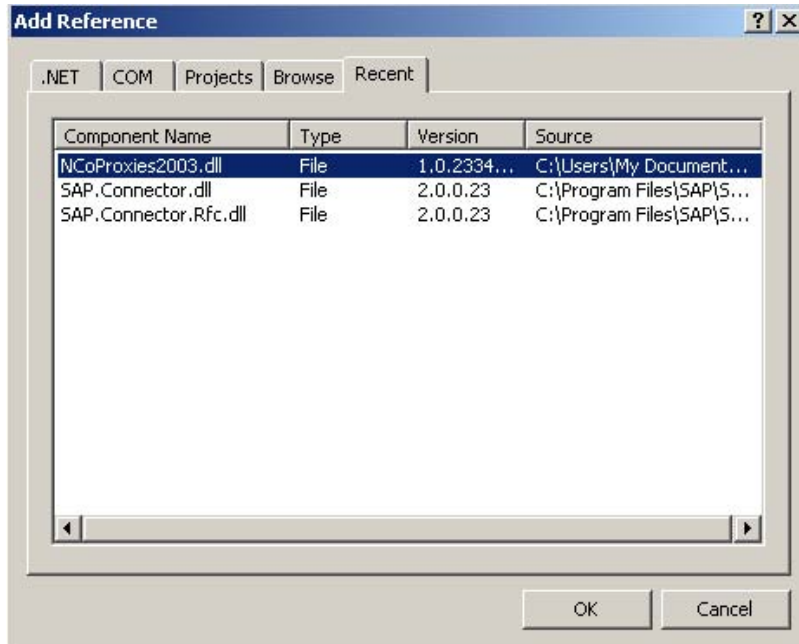 Add Reference
.NET COM Projects Browse Recent
Component Name Type Version Source
NCoProxies2003.dll File 1.0.2334... C:\Users\My Document...
SAP.Connector.dll File 2.0.0.23 C:\Program Files\SAP\S...
SAP.Connector.Rfc.dll File 2.0.0.23 C:\Program Files\SAP\S...
OK Cancel